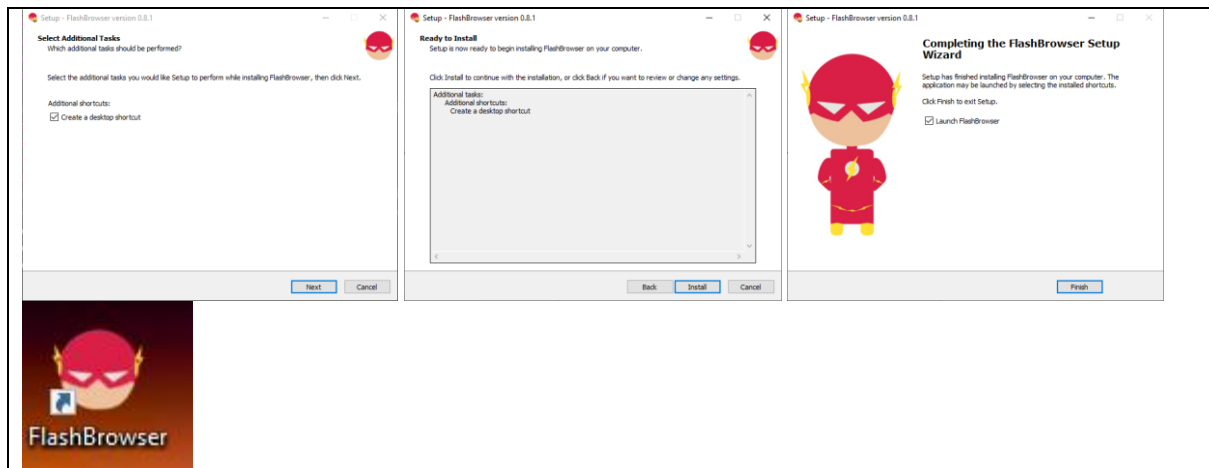 Setup - FlashBrowser version 0.8.1
Select Additional Tasks
Which additional tasks should be performed?
Select the additional tasks you would like Setup to perform while installing FlashBrowser, then click Next.
Additional shortcuts:
Create a desktop shortcut
Next
Cancel
Setup - FlashBrowser version 0.8.1
Ready to Install
Setup is now ready to begin installing FlashBrowser on your computer.
Click Install to continue with the installation, or click Back if you want to review or change any settings.
Additional tasks:
Additional shortcuts:
Create a desktop shortcut
Back
Install
Cancel
Setup - FlashBrowser version 0.8.1
Completing the FlashBrowser Setup
Wizard
Setup has finished installing FlashBrowser on your computer. The
application may be launched by selecting the installed shortcuts.
Click Finish to exit Setup.
Launch FlashBrowser
Finish
FlashBrowser